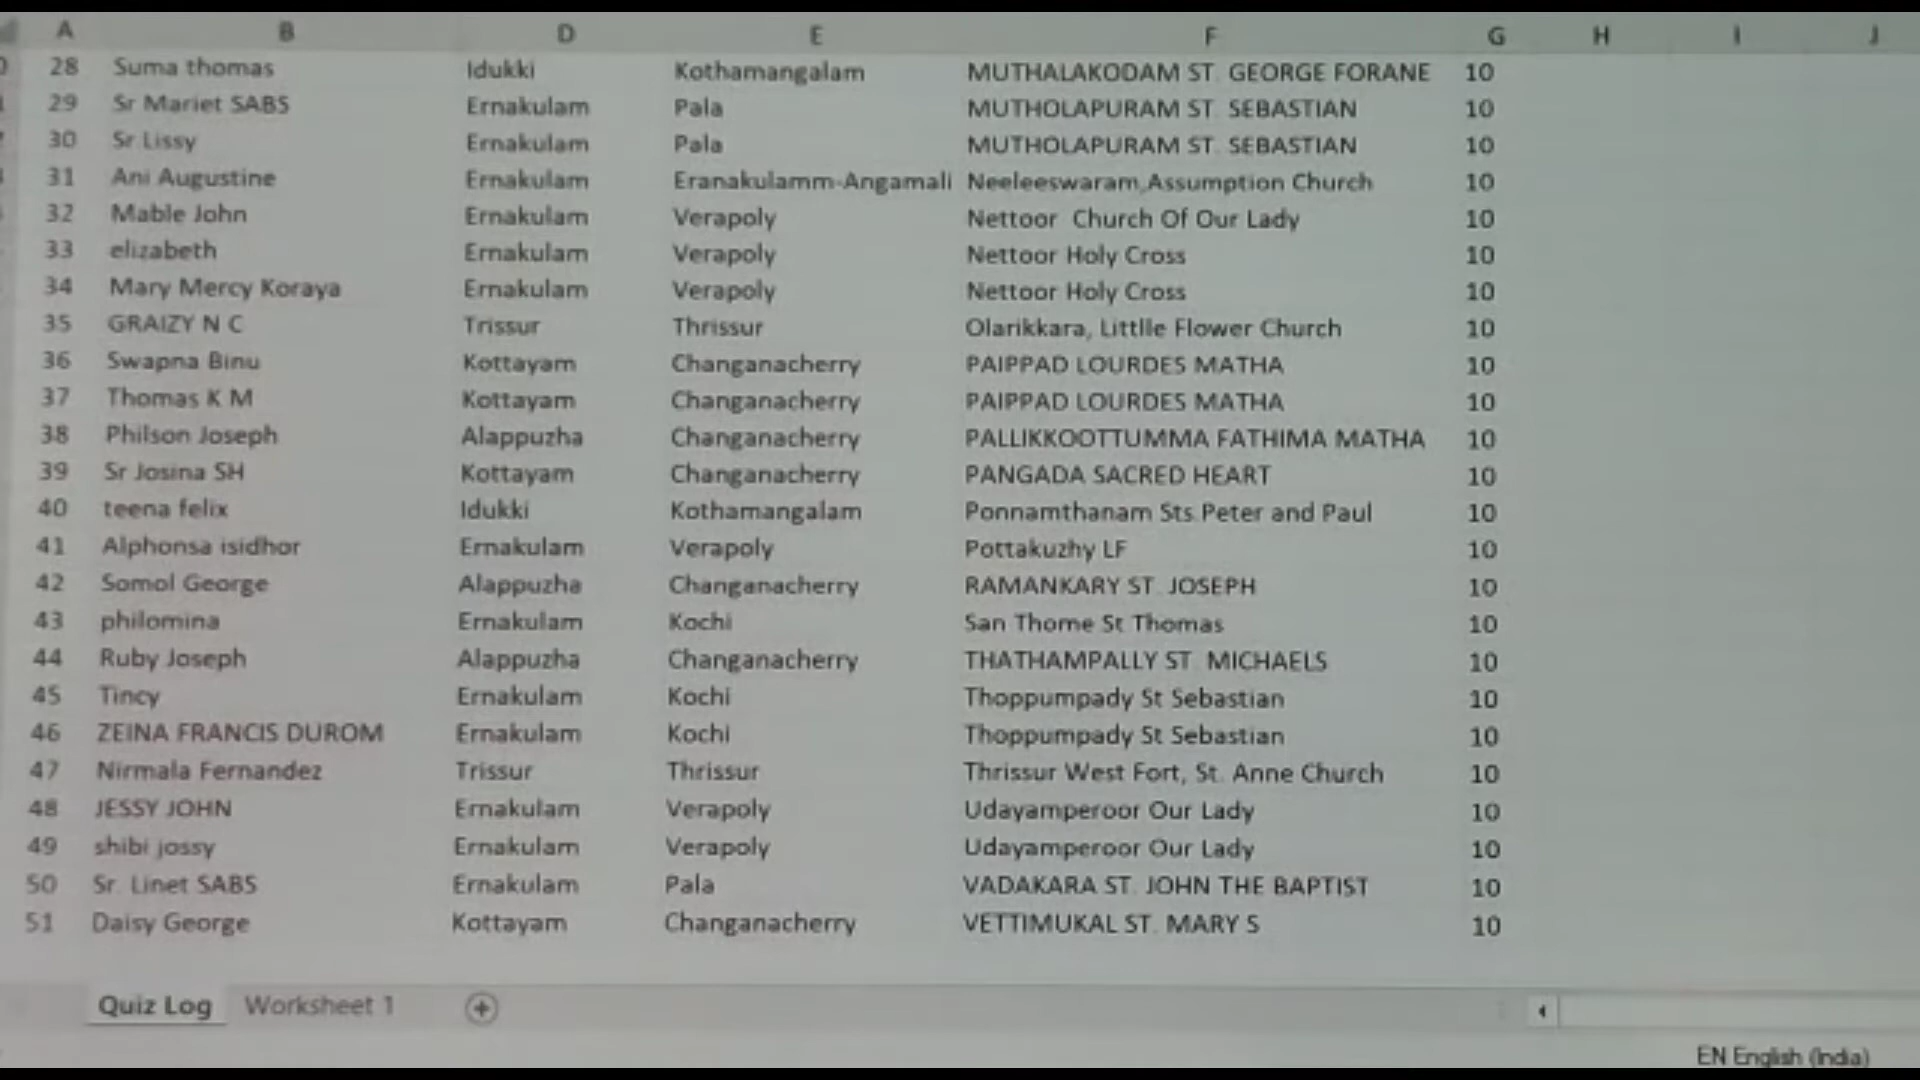 A B D E F G H I J
28 Suma thomas Idukki Kothamangalam MUTHALAKODAM ST. GEORGE FORANE 10
29 Sr Mariet SABS Ernakulam Pala MUTHOLAPURAM ST. SEBASTIAN 10
30 Sr Lissy Ernakulam Pala MUTHOLAPURAM ST. SEBASTIAN 10
31 Ani Augustine Ernakulam Eranakulamm-Angamali Neeleeswaram,Assumption Church 10
32 Mable John Ernakulam Verapoly Nettoor Church Of Our Lady 10
33 elizabeth Ernakulam Verapoly Nettoor Holy Cross 10
34 Mary Mercy Koraya Ernakulam Verapoly Nettoor Holy Cross 10
35 GRAIZY N C Trissur Thrissur Olarikkara, Littlle Flower Church 10
36 Swapna Binu Kottayam Changanacherry PAIPPAD LOURDES MATHA 10
37 Thomas K M Kottayam Changanacherry PAIPPAD LOURDES MATHA 10
38 Philson Joseph Alappuzha Changanacherry PALLIKKOOTTUMMA FATHIMA MATHA 10
39 Sr Josina SH Kottayam Changanacherry PANGADA SACRED HEART 10
40 teena felix Idukki Kothamangalam Ponnamthanam Sts.Peter and Paul 10
41 Alphonsa isidhor Ernakulam Verapoly Pottakuzhy LF 10
42 Somol George Alappuzha Changanacherry RAMANKARY ST. JOSEPH 10
43 philomina Ernakulam Kochi San Thome St Thomas 10
44 Ruby Joseph Alappuzha Changanacherry THATHAMPALLY ST. MICHAELS 10
45 Tincy Ernakulam Kochi Thoppumpady St Sebastian 10
46 ZEINA FRANCIS DUROM Ernakulam Kochi Thoppumpady St Sebastian 10
47 Nirmala Fernandez Trissur Thrissur Thrissur West Fort, St. Anne Church 10
48 JESSY JOHN Ernakulam Verapoly Udayamperoor Our Lady 10
49 shibi jossy Ernakulam Verapoly Udayamperoor Our Lady 10
50 Sr. Linet SABS Ernakulam Pala VADAKARA ST. JOHN THE BAPTIST 10
51 Daisy George Kottayam Changanacherry VETTIMUKAL ST. MARY S 10
Quiz Log Worksheet 1
EN English (India)